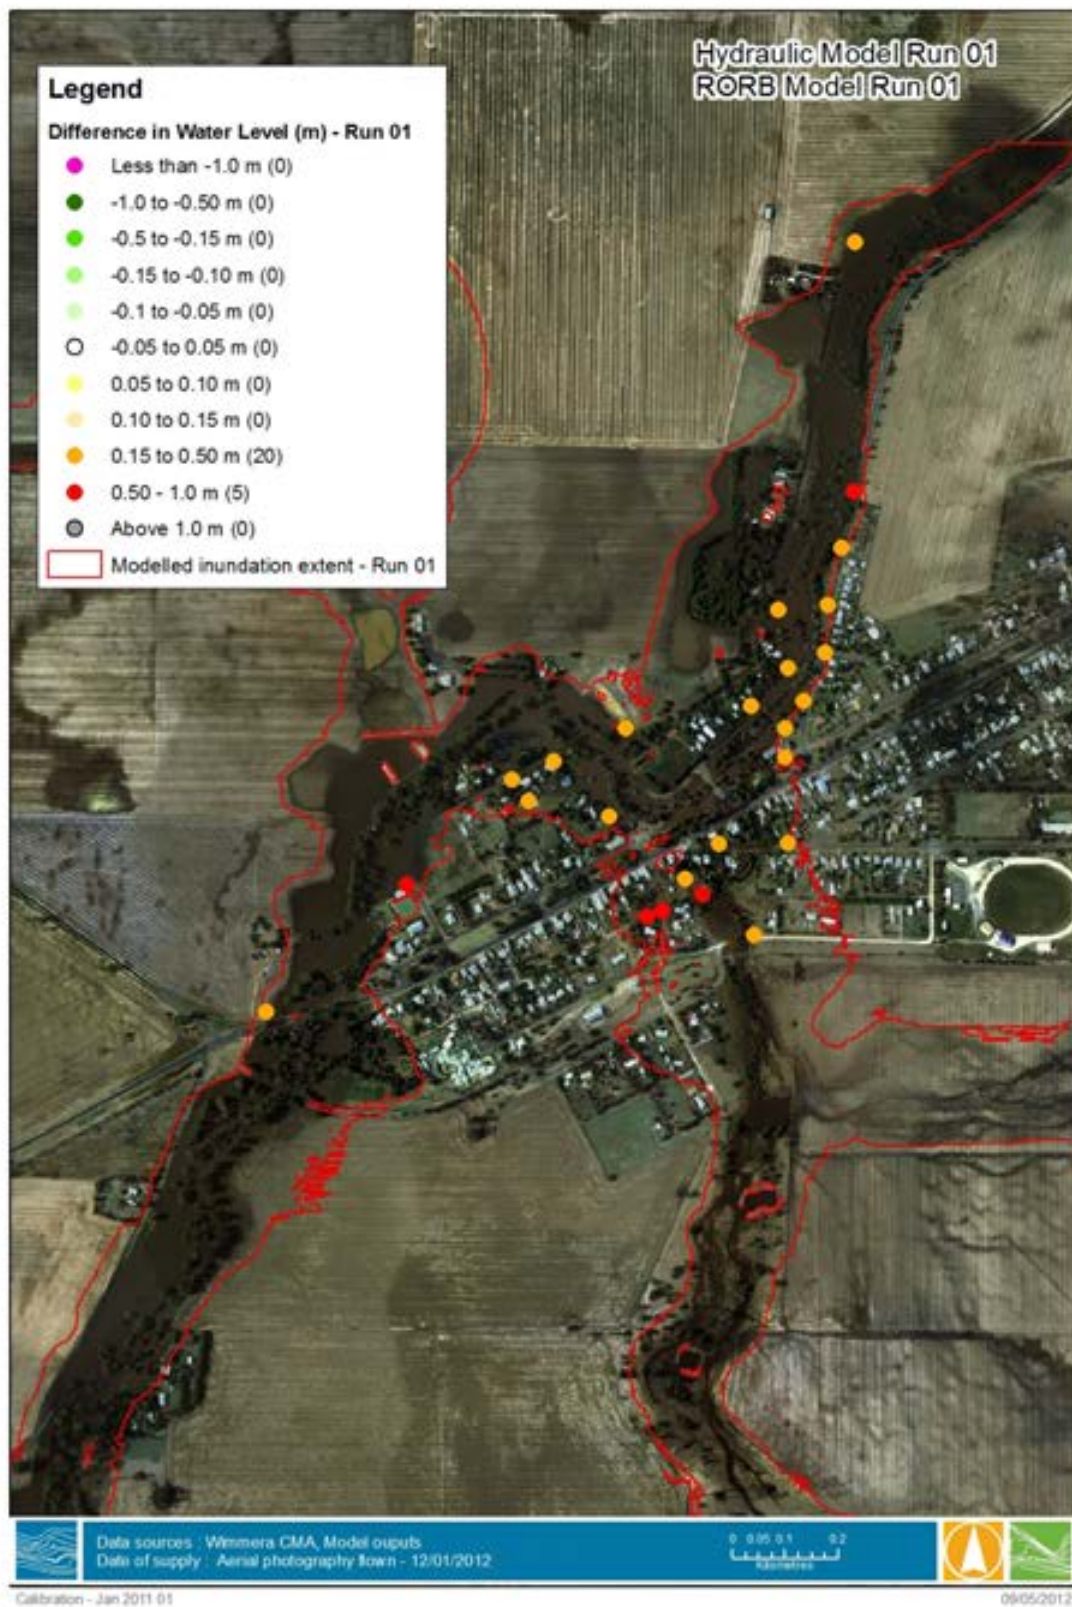 Hydraulic Model Run 01
RORB Model Run 01
Legend
Difference in Water Level (m) - Run 01
Less than -1.0 m (0)
-1.0 to -0.50 m (0)
-0.5 to -0.15 m (0)
-0.15 to -0.10 m (0)
-0.1 to -0.05 m (0)
-0.05 to 0.05 m (0)
0.05 to 0.10 m (0)
0.10 to 0.15 m (0)
0.15 to 0.50 m (20)
0.50 - 1.0 m (5)
Above 1.0 m (0)
Modelled inundation extent - Run 01
Data sources : Wimmera CMA, Model ouputs
Date of supply : Aerial photography flown - 12/01/2012
0 0.05 0.1 0.2
Kilometres
Calibration - Jan 2011 01
09/05/2012